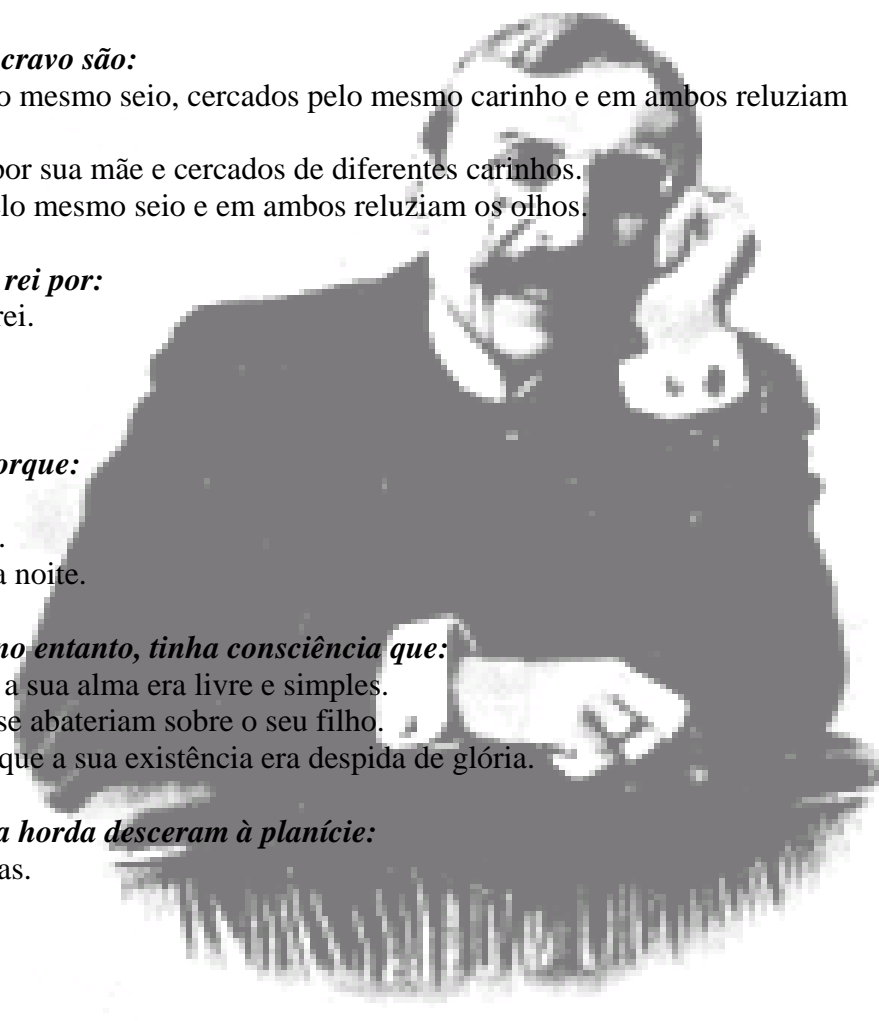 cravo são:
o mesmo seio, cercados pelo mesmo carinho e em ambos reluziam
por sua mãe e cercados de diferentes carinhos.
lo mesmo seio e em ambos reluziam os olhos.
rei por:
rei.
orque:
.
a noite.
no entanto, tinha consciência que:
a sua alma era livre e simples.
se abateriam sobre o seu filho.
que a sua existência era despida de glória.
a horda desceram à planície:
as.